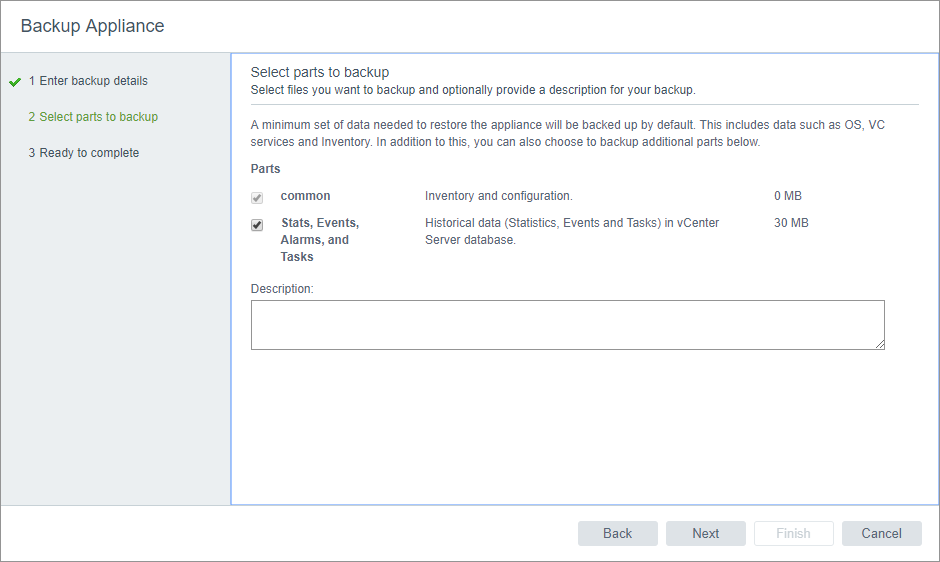 Backup Appliance
1 Enter backup details
2 Select parts to backup
3 Ready to complete
Select parts to backup
Select files you want to backup and optionally provide a description for your backup.
A minimum set of data needed to restore the appliance will be backed up by default. This includes data such as OS, VC
services and Inventory. In addition to this, you can also choose to backup additional parts below.
Parts
common Inventory and configuration. 0 MB
Stats, Events, Historical data (Statistics, Events and Tasks) in vCenter 30 MB
Alarms, and Server database.
Tasks
Description:
Back Next Finish Cancel